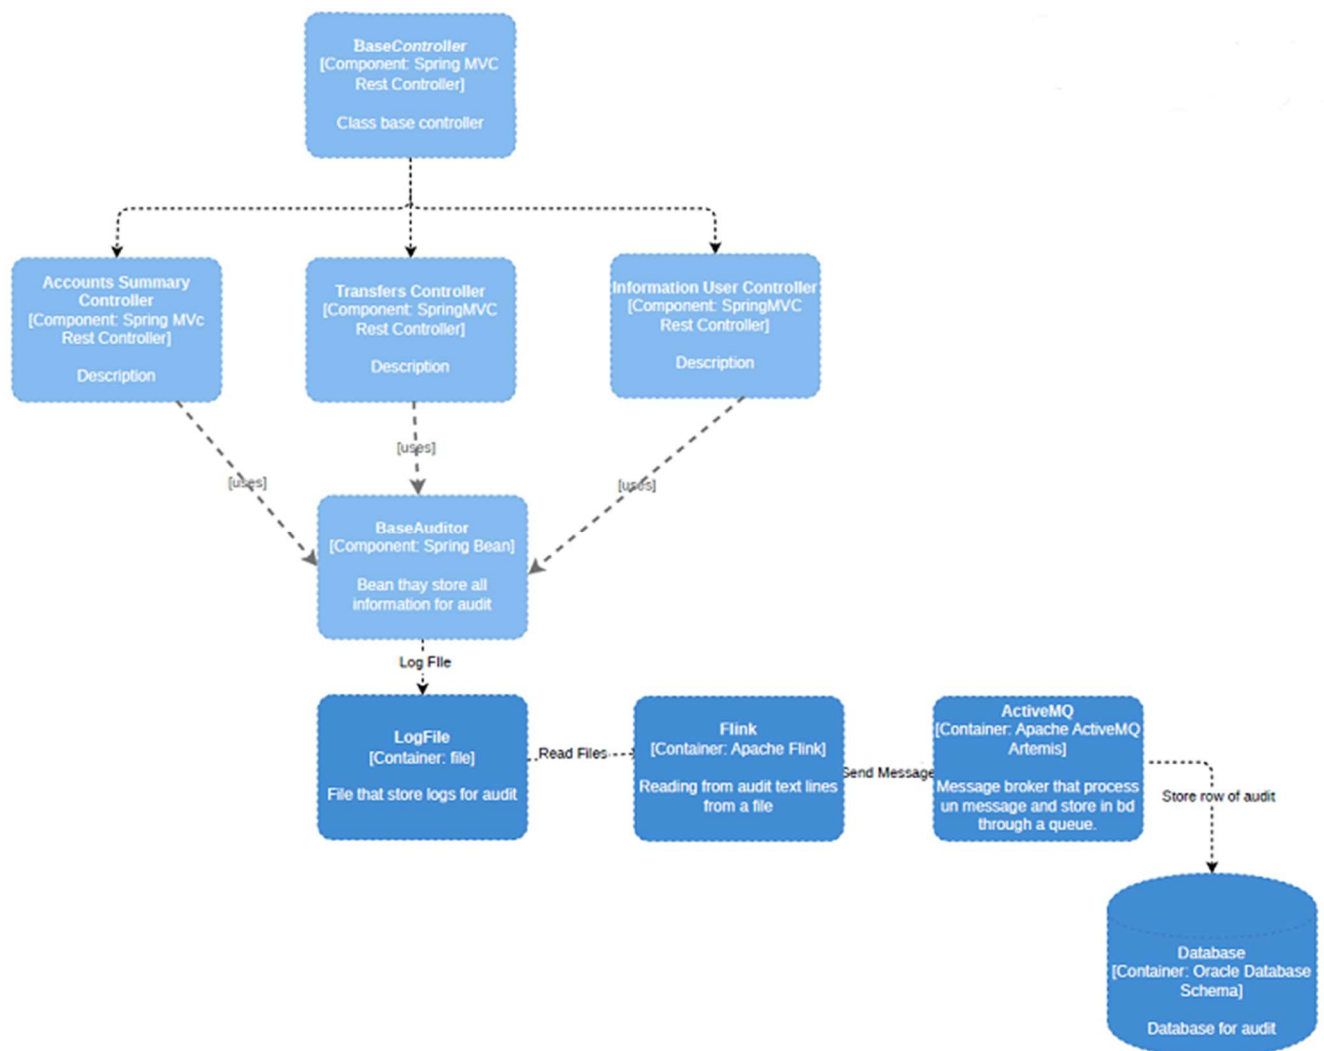 BaseController
[Component: Spring MVC
Rest Controller]
Class base controller
Accounts Summary
Controller
[Component: Spring MVc
Rest Controller]
Description
Transfers Controller
[Component: SpringMVC
Rest Controller]
Description
Information User Controller
[Component: SpringMVC
Rest Controller]
Description
[uses]
[uses]
[uses]
BaseAuditor
[Component: Spring Bean]
Bean thay store all
information for audit
Log FIle
LogFile
[Container: file]
File that store logs for audit
Read Files
Flink
[Container: Apache Flink]
Reading from audit text lines
from a file
Send Message
ActiveMQ
[Container: Apache ActiveMQ
Artemis]
Message broker that process
un message and store in bd
through a queue.
Store row of audit
Database
[Container: Oracle Database
Schema]
Database for audit